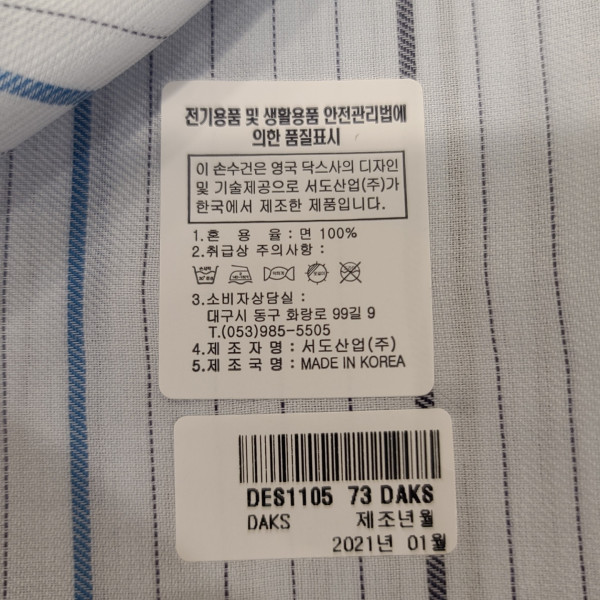 전기용품 및 생활용품 안전관리법에
의한 품질표시
이 손수건은 영국 닥스사의 디자인
및 기술제공으로 서도산업(주)가
한국에서 제조한 제품입니다.
1.혼 용 율 : 면 100%
2.취급상 주의사항 :
3.소비자상담실 :
대구시 동구 화랑로 99길 9
T.(053)985-5505
4.제 조 자 명 : 서도산업(주)
5.제 조 국 명 : MADE IN KOREA
DES1105 73 DAKS
DAKS 제조년월
2021년 01월